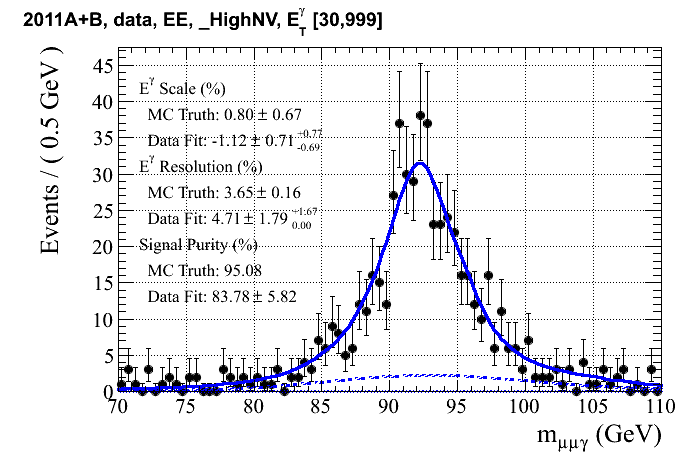 2011A+B, data, EE, _HighNV, E_T^γ [30,999]
Events / ( 0.5 GeV )
45
40
35
30
25
20
15
10
5
0
E^γ Scale (%)
MC Truth: 0.80 ± 0.67
Data Fit: -1.12 ± 0.71 +0.77 -0.69
E^γ Resolution (%)
MC Truth: 3.65 ± 0.16
Data Fit: 4.71 ± 1.79 +1.67 0.00
Signal Purity (%)
MC Truth: 95.08
Data Fit: 83.78 ± 5.82
70 75 80 85 90 95 100 105 110
m_μμγ (GeV)